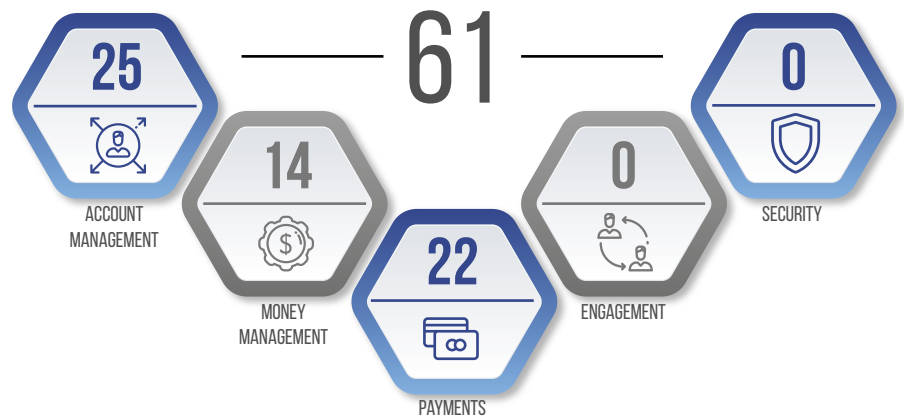 61
25
ACCOUNT
MANAGEMENT
14
$
MONEY
MANAGEMENT
22
PAYMENTS
0
ENGAGEMENT
0
SECURITY